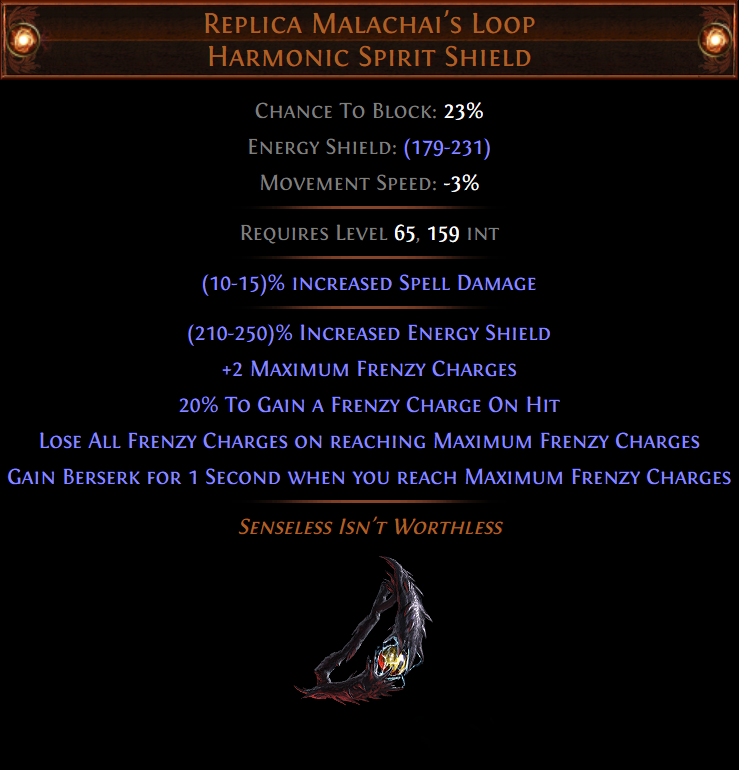 Replica Malachai's Loop
Harmonic Spirit Shield
Chance To Block: 23%
Energy Shield: (179-231)
Movement Speed: -3%
Requires Level 65, 159 int
(10-15)% increased Spell Damage
(210-250)% Increased Energy Shield
+2 Maximum Frenzy Charges
20% To Gain a Frenzy Charge On Hit
Lose All Frenzy Charges on reaching Maximum Frenzy Charges
Gain Berserk for 1 Second when you reach Maximum Frenzy Charges
Senseless Isn't Worthless